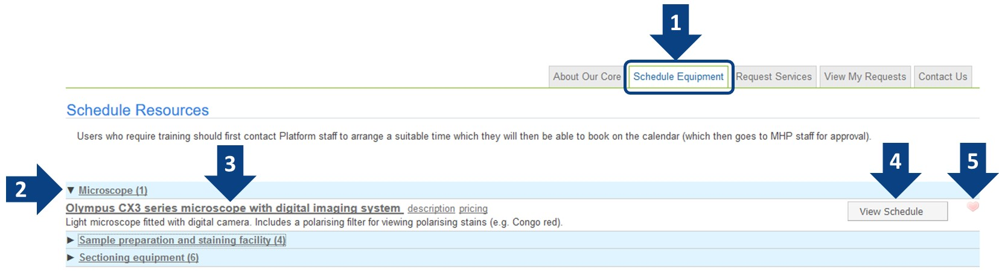 1
About Our Core Schedule Equipment Request Services View My Requests Contact Us
Schedule Resources
Users who require training should first contact Platform staff to arrange a suitable time which they will then be able to book on the calendar (which then goes to MHP staff for approval).
3 4 5
2 ▼ Microscope (1)
Olympus CX3 series microscope with digital imaging system description pricing View Schedule
Light microscope fitted with digital camera. Includes a polarising filter for viewing polarising stains (e.g. Congo red).
► Sample preparation and staining facility (4)
► Sectioning equipment (6)